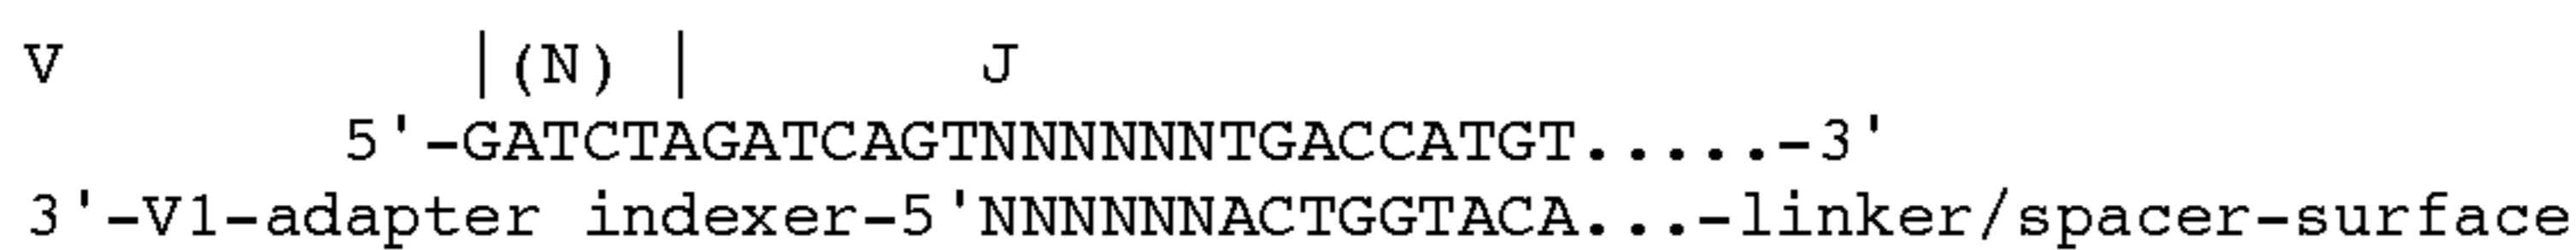 V |(N) | J
5'-GATCTAGATCAGTNNNNNNTGACCATGT.....-3'
3'-V1-adapter indexer-5'NNNNNNACTGGTACA...-linker/spacer-surface